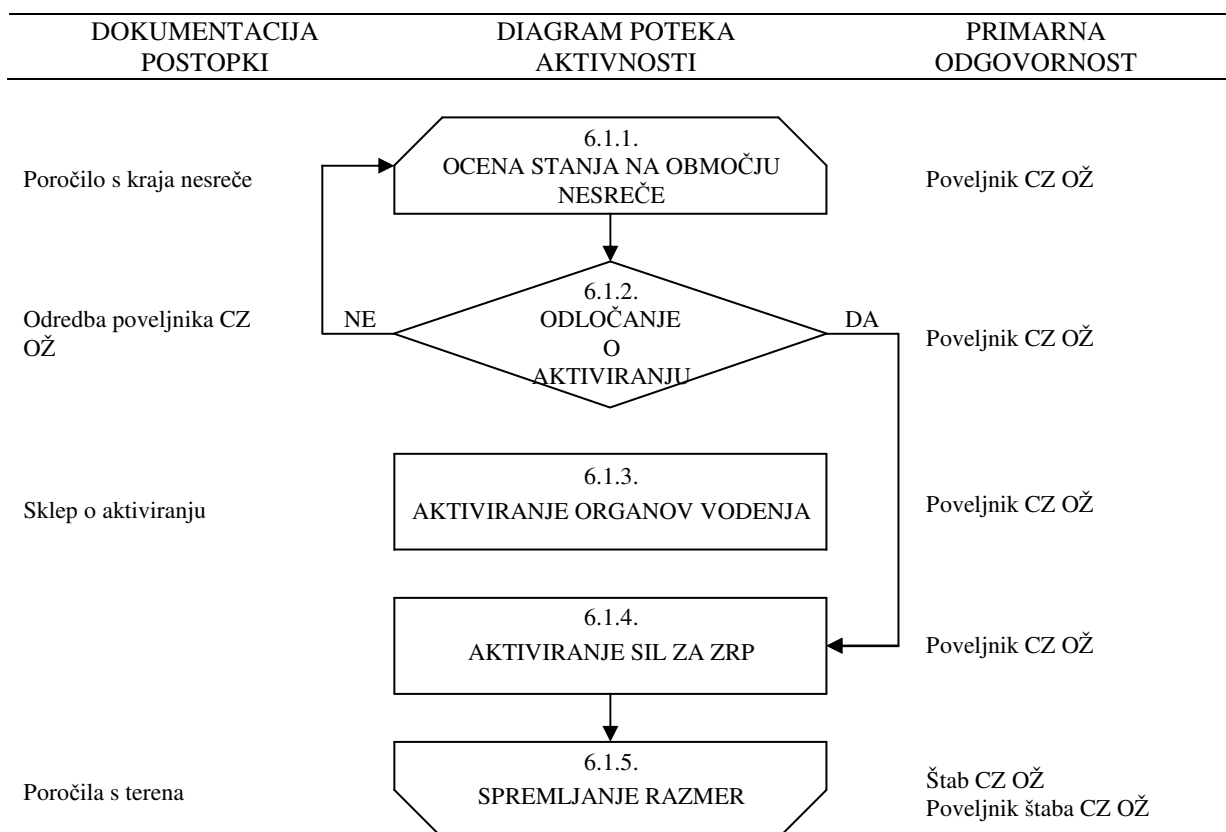 DOKUMENTACIJA
POSTOPKI
DIAGRAM POTEKA
AKTIVNOSTI
PRIMARNA
ODGOVORNOST
Poročilo s kraja nesreče
6.1.1.
OCENA STANJA NA OBMOČJU
NESREČE
Poveljnik CZ OŽ
Odredba poveljnika CZ
OŽ
NE
6.1.2.
ODLOČANJE
O
AKTIVIRANJU
DA
Poveljnik CZ OŽ
Sklep o aktiviranju
6.1.3.
AKTIVIRANJE ORGANOV VODENJA
Poveljnik CZ OŽ
6.1.4.
AKTIVIRANJE SIL ZA ZRP
Poveljnik CZ OŽ
Poročila s terena
6.1.5.
SPREMLJANJE RAZMER
Štab CZ OŽ
Poveljnik štaba CZ OŽ